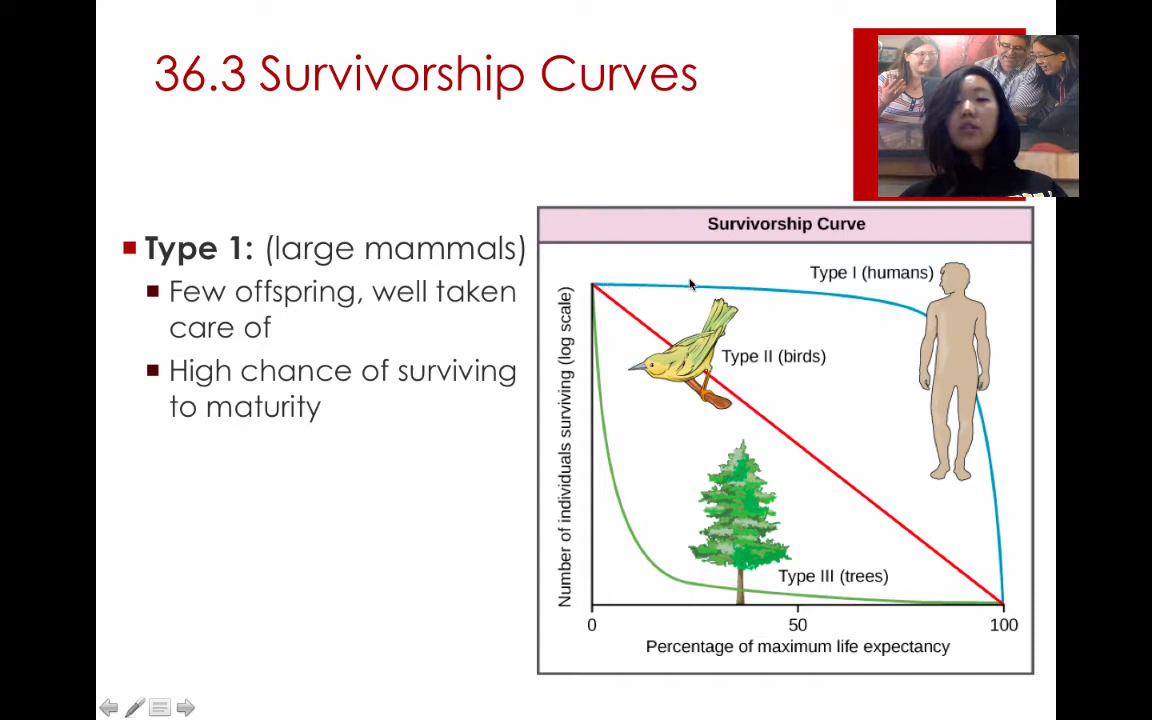 36.3 Survivorship Curves
Type 1: (large mammals)
Few offspring, well taken
care of
High chance of surviving
to maturity
Survivorship Curve
Type I (humans)
Type II (birds)
Type III (trees)
Number of individuals surviving (log scale)
0
50
100
Percentage of maximum life expectancy